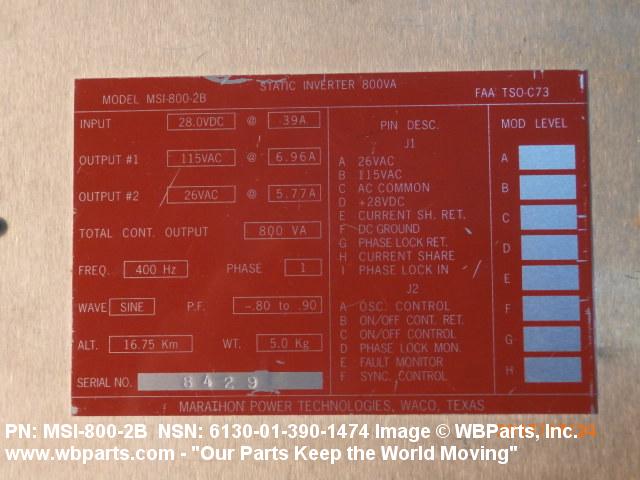 STATIC INVERTER 800VA
MODEL MSI-800-2B
FAA TSO-C73
INPUT 28.0VDC @ 39A
OUTPUT #1 115VAC @ 6.96A
OUTPUT #2 26VAC @ 5.77A
TOTAL CONT. OUTPUT 800 VA
FREQ. 400 Hz PHASE 1
WAVE SINE P.F. -.80 to .90
ALT. 16.75 Km WT. 5.0 Kg
SERIAL NO. 8429
PIN DESC.
J1
A 26VAC
B 115VAC
C AC COMMON
D +28VDC
E CURRENT SH. RET.
F DC GROUND
G PHASE LOCK RET.
H CURRENT SHARE
I PHASE LOCK IN
J2
A OSC. CONTROL
B ON/OFF CONT. RET.
C ON/OFF CONTROL
D PHASE LOCK MON.
E FAULT MONITOR
F SYNC. CONTROL
MOD LEVEL
A
B
C
D
E
F
G
H
MARATHON POWER TECHNOLOGIES, WACO, TEXAS
PN: MSI-800-2B NSN: 6130-01-390-1474 Image © WBParts, Inc.
www.wbparts.com - "Our Parts Keep the World Moving"